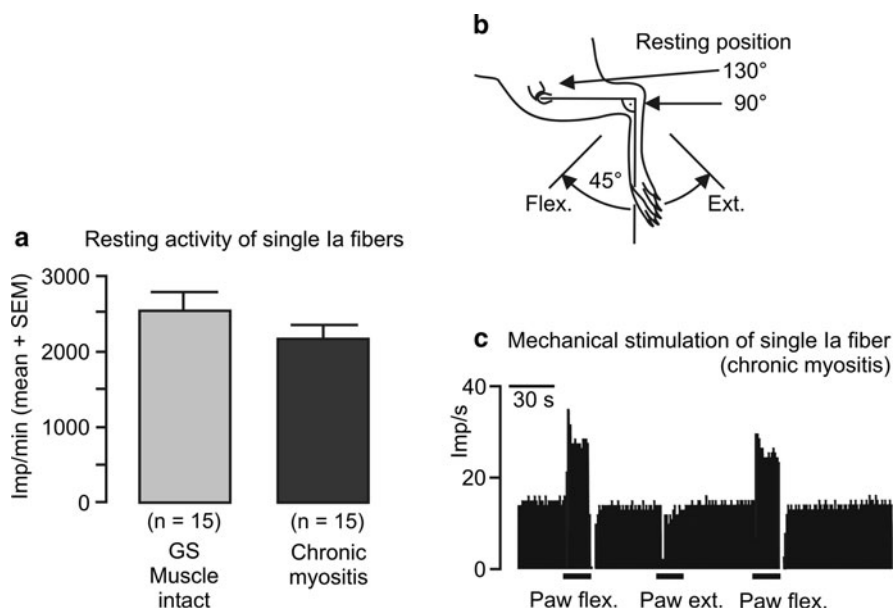 b
Resting position
130°
90°
45°
Flex.
Ext.
a
Resting activity of single Ia fibers
Imp/min (mean + SEM)
3000
2000
1000
0
(n = 15)
(n = 15)
GS
Muscle
intact
Chronic
myositis
c
Mechanical stimulation of single Ia fiber
(chronic myositis)
Imp/s
40
20
0
30 s
Paw flex.
Paw ext.
Paw flex.